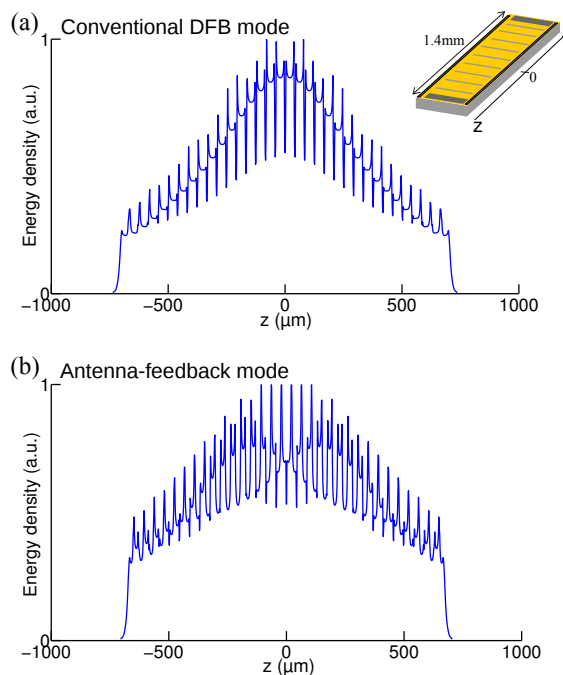 (a) Conventional DFB mode
1.4mm
0
z
1
Energy density (a.u.)
0
−1000 −500 0 500 1000
z (μm)
(b) Antenna-feedback mode
1
Energy density (a.u.)
0
−1000 −500 0 500 1000
z (μm)